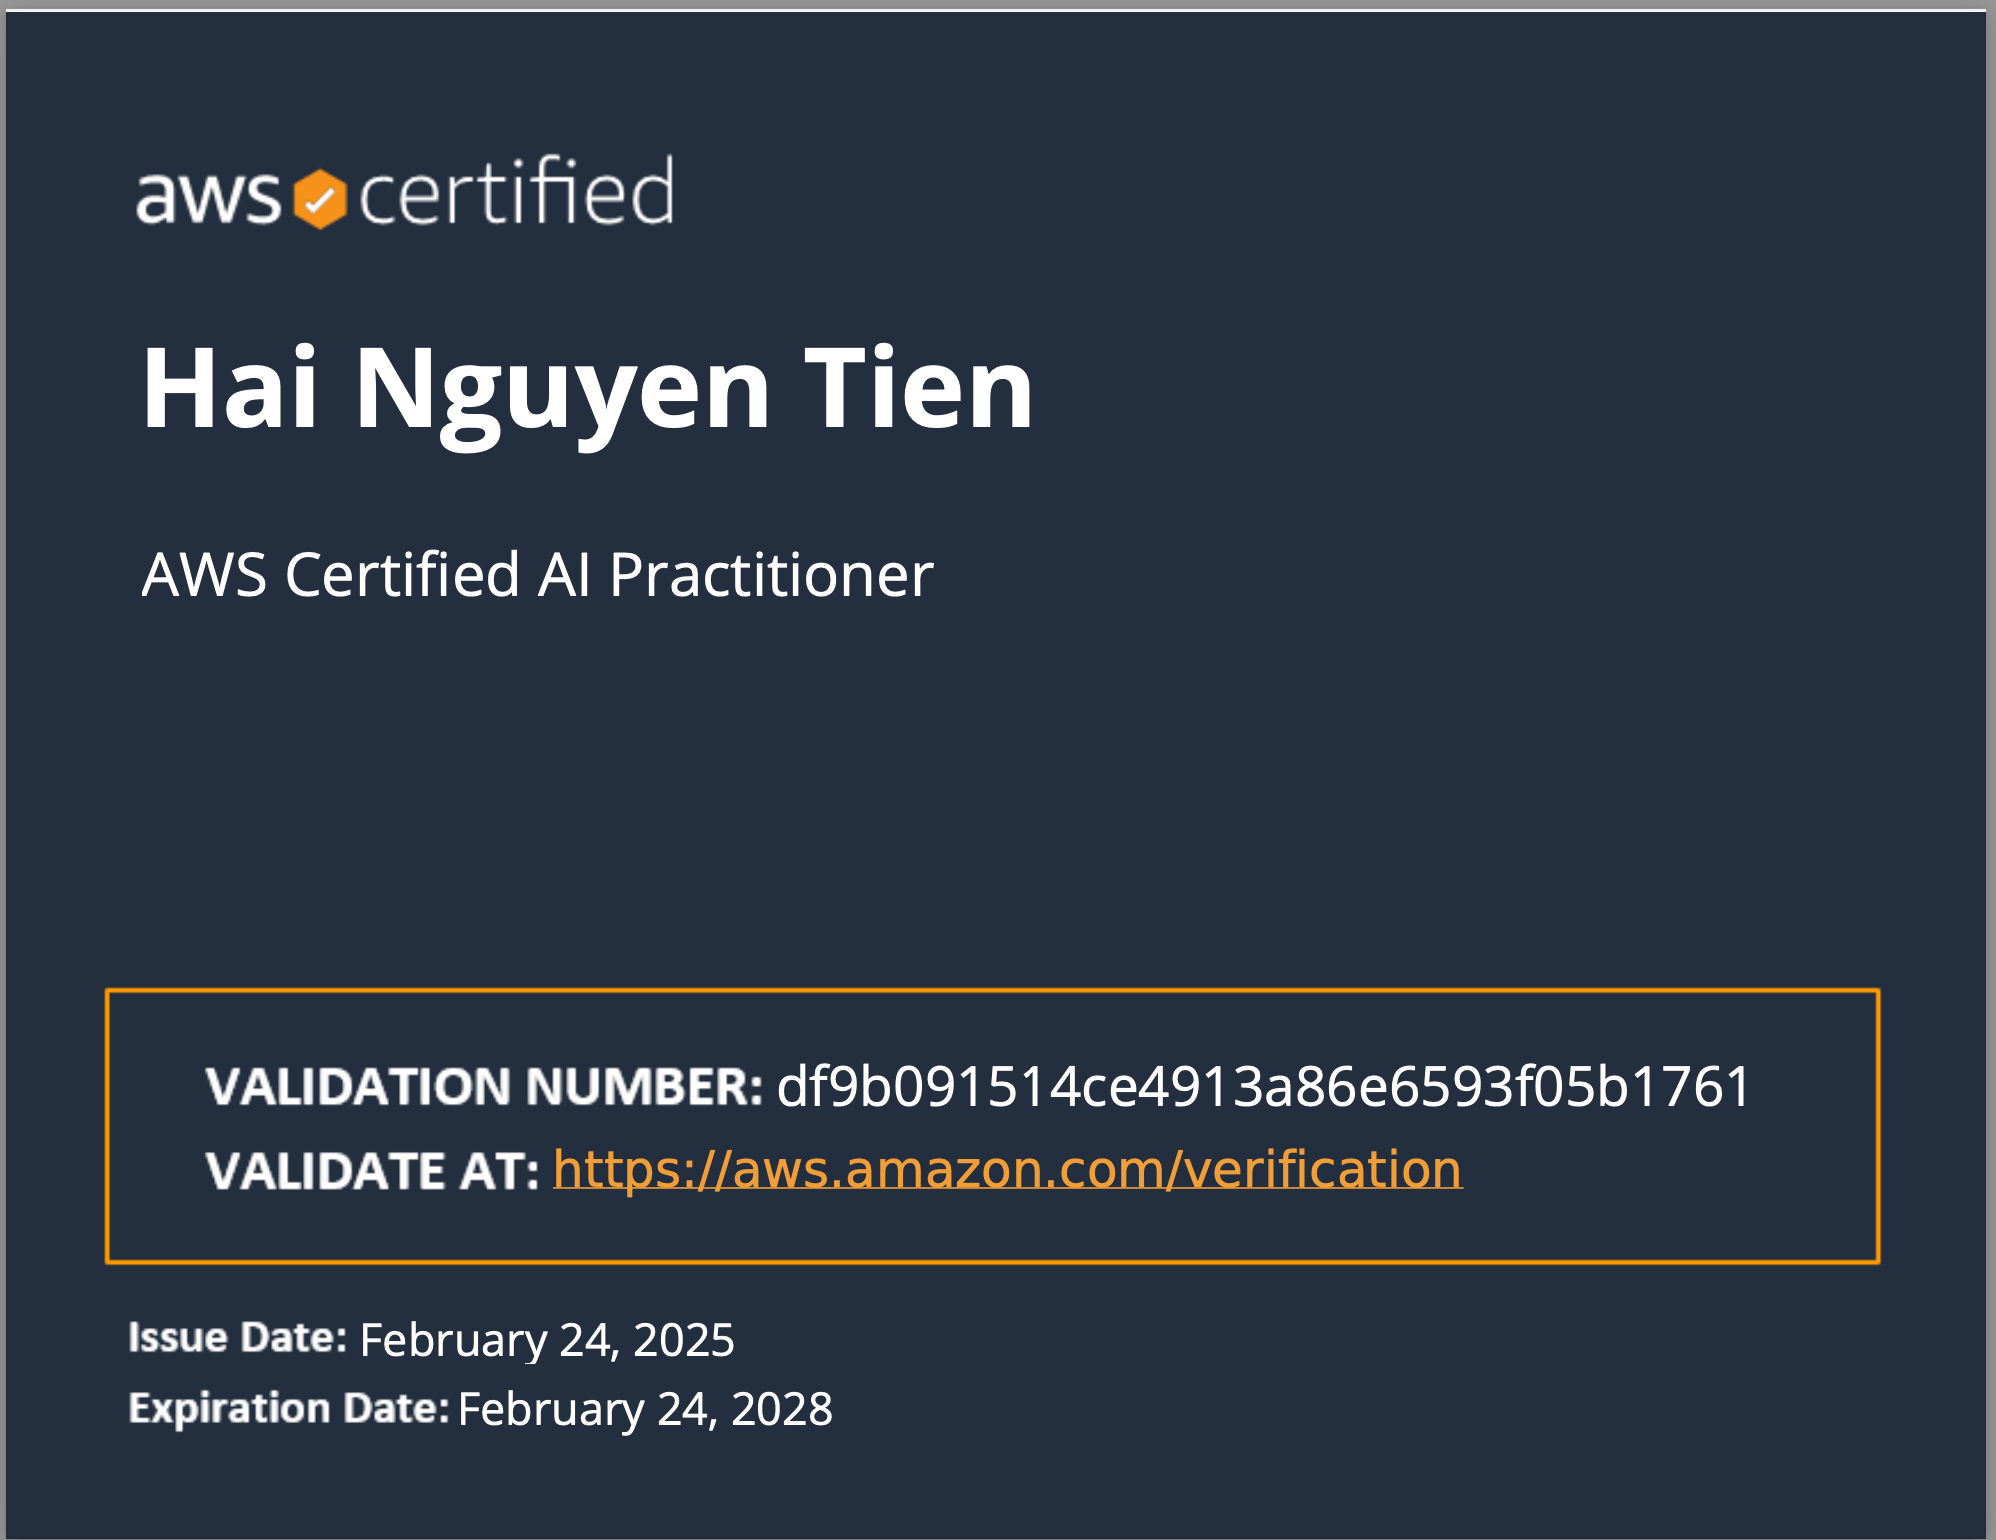 aws certified
Hai Nguyen Tien
AWS Certified AI Practitioner
VALIDATION NUMBER: df9b091514ce4913a86e6593f05b1761
VALIDATE AT: https://aws.amazon.com/verification
Issue Date: February 24, 2025
Expiration Date: February 24, 2028